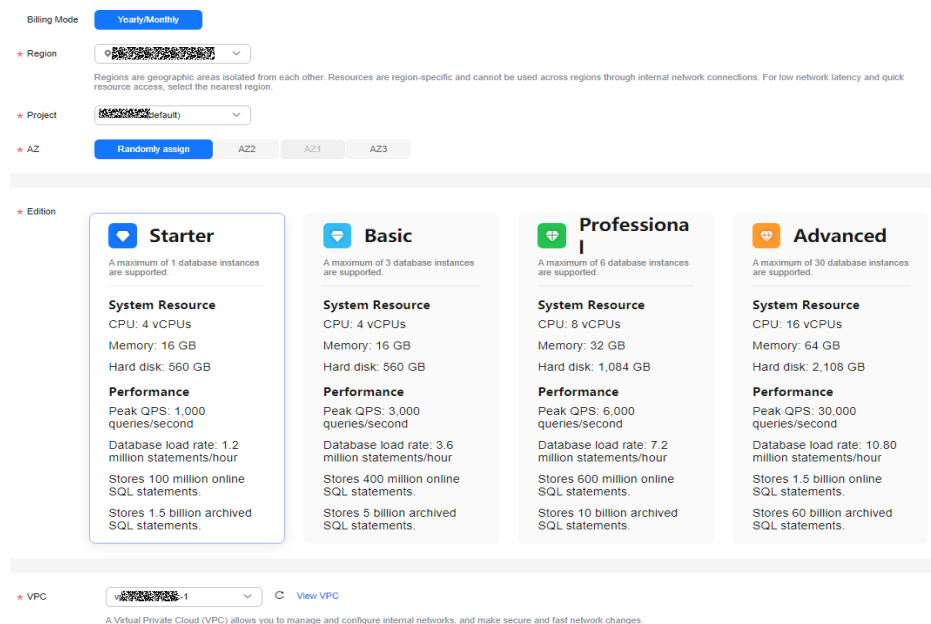 Billing Mode
Yearly/Monthly
* Region
Regions are geographic areas isolated from each other. Resources are region-specific and cannot be used across regions through internal network connections. For low network latency and quick
resource access, select the nearest region.
* Project
default)
* AZ
Randomly assign AZ2 AZ1 AZ3
* Edition
Starter
A maximum of 1 database instances
are supported.
System Resource
CPU: 4 vCPUs
Memory: 16 GB
Hard disk: 560 GB
Performance
Peak QPS: 1,000
queries/second
Database load rate: 1.2
million statements/hour
Stores 100 million online
SQL statements.
Stores 1.5 billion archived
SQL statements.
Basic
A maximum of 3 database instances
are supported.
System Resource
CPU: 4 vCPUs
Memory: 16 GB
Hard disk: 560 GB
Performance
Peak QPS: 3,000
queries/second
Database load rate: 3.6
million statements/hour
Stores 400 million online
SQL statements.
Stores 5 billion archived
SQL statements.
Professiona
l
A maximum of 6 database instances
are supported.
System Resource
CPU: 8 vCPUs
Memory: 32 GB
Hard disk: 1,084 GB
Performance
Peak QPS: 6,000
queries/second
Database load rate: 7.2
million statements/hour
Stores 600 million online
SQL statements.
Stores 10 billion archived
SQL statements.
Advanced
A maximum of 30 database instances
are supported.
System Resource
CPU: 16 vCPUs
Memory: 64 GB
Hard disk: 2,108 GB
Performance
Peak QPS: 30,000
queries/second
Database load rate: 10.80
million statements/hour
Stores 1.5 billion online
SQL statements.
Stores 60 billion archived
SQL statements.
* VPC
-1
View VPC
A Virtual Private Cloud (VPC) allows you to manage and configure internal networks, and make secure and fast network changes.